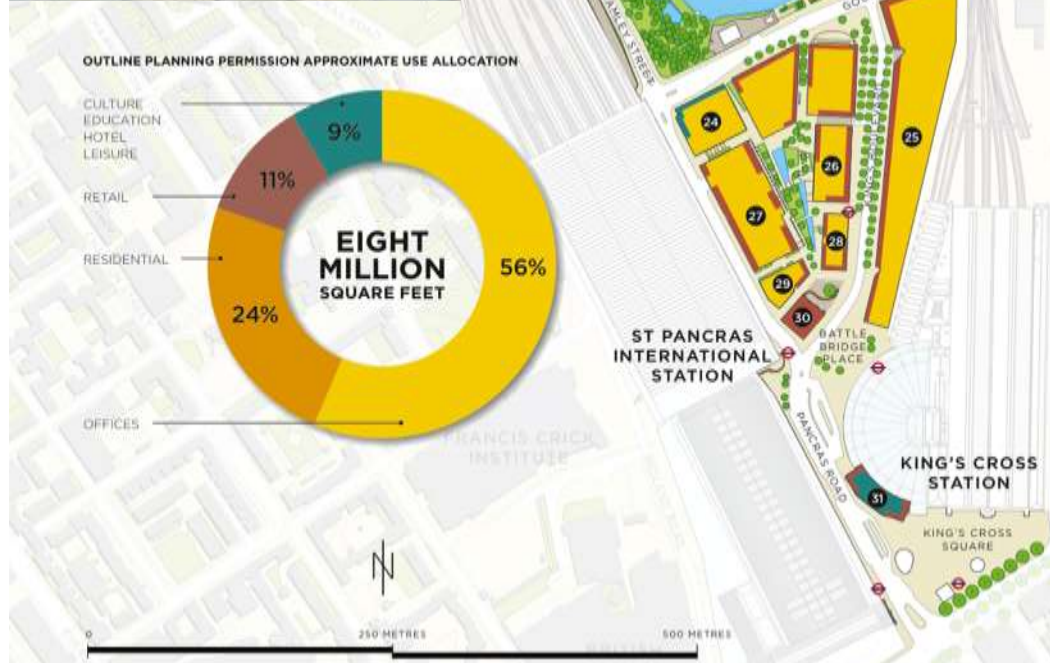 OUTLINE PLANNING PERMISSION APPROXIMATE USE ALLOCATION
CULTURE
EDUCATION
HOTEL
LEISURE
RETAIL
RESIDENTIAL
OFFICES
9%
11%
24%
56%
EIGHT
MILLION
SQUARE FEET
FRANCIS CRICK
INSTITUTE
24
25
26
27
28
29
30
31
ST PANCRAS
INTERNATIONAL
STATION
BATTLE
BRIDGE
PLACE
PANCRAS ROAD
KING'S CROSS
STATION
KING'S CROSS
SQUARE
N
0
250 METRES
500 METRES